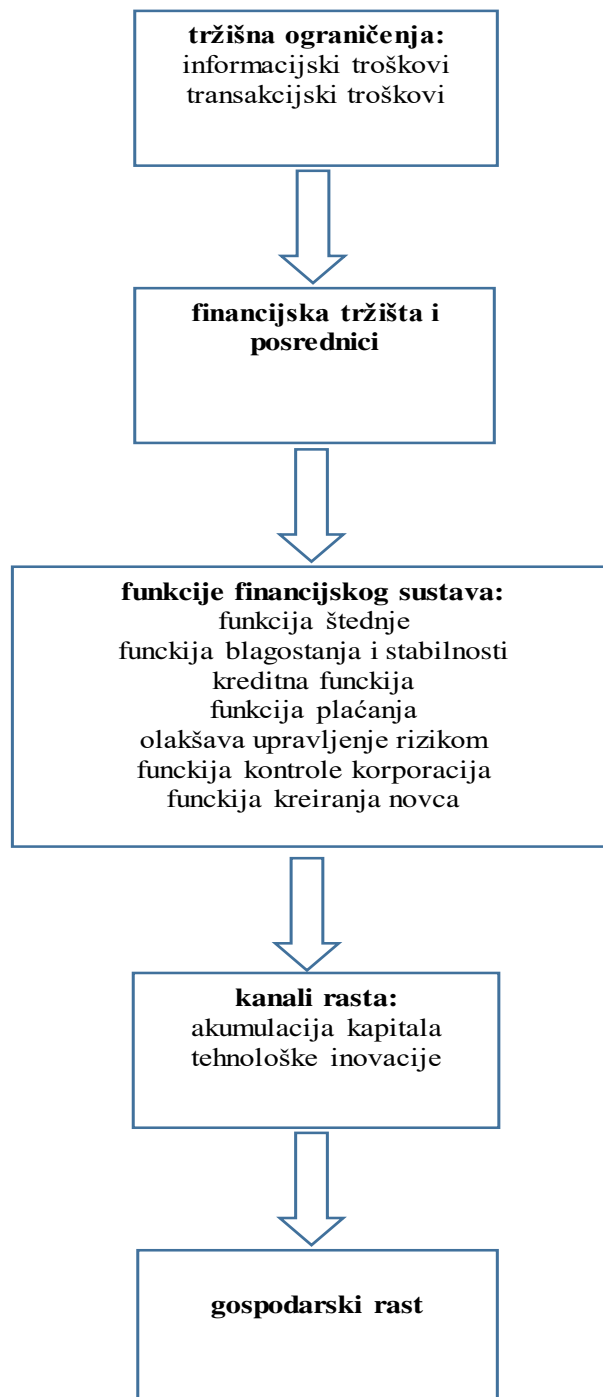 tržišna ograničenja:
informacijski troškovi
transakcijski troškovi
financijska tržišta i
posrednici
funkcije financijskog sustava:
funkcija štednje
funckija blagostanja i stabilnosti
kreditna funckija
funkcija plaćanja
olakšava upravljenje rizikom
funckija kontrole korporacija
funckija kreiranja novca
kanali rasta:
akumulacija kapitala
tehnološke inovacije
gospodarski rast